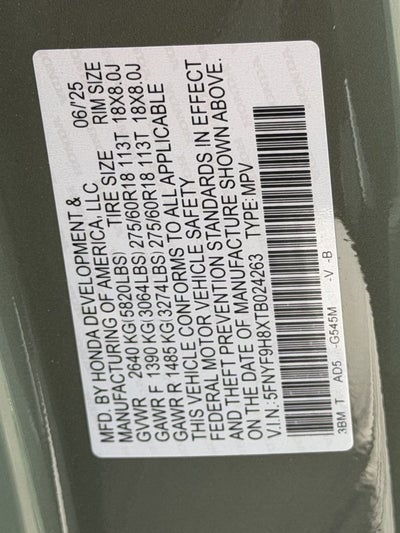 MFD. BY HONDA DEVELOPMENT & 06/'25
MANUFACTURING OF AMERICA, LLC
TIRE SIZE RIM SIZE
GVWR 2640 KG(5820LBS)
GAWR F 1390 KG(3064LBS) 275/60R18 113T 18X8.0J
GAWR R 1485 KG(3274LBS) 275/60R18 113T 18X8.0J
THIS VEHICLE CONFORMS TO ALL APPLICABLE
FEDERAL MOTOR VEHICLE SAFETY
AND THEFT PREVENTION STANDARDS IN EFFECT
ON THE DATE OF MANUFACTURE SHOWN ABOVE.
V.I.N.: 5FNYF9H8XTB024263 TYPE: MPV
3BM T AD5 -G545M -V -B